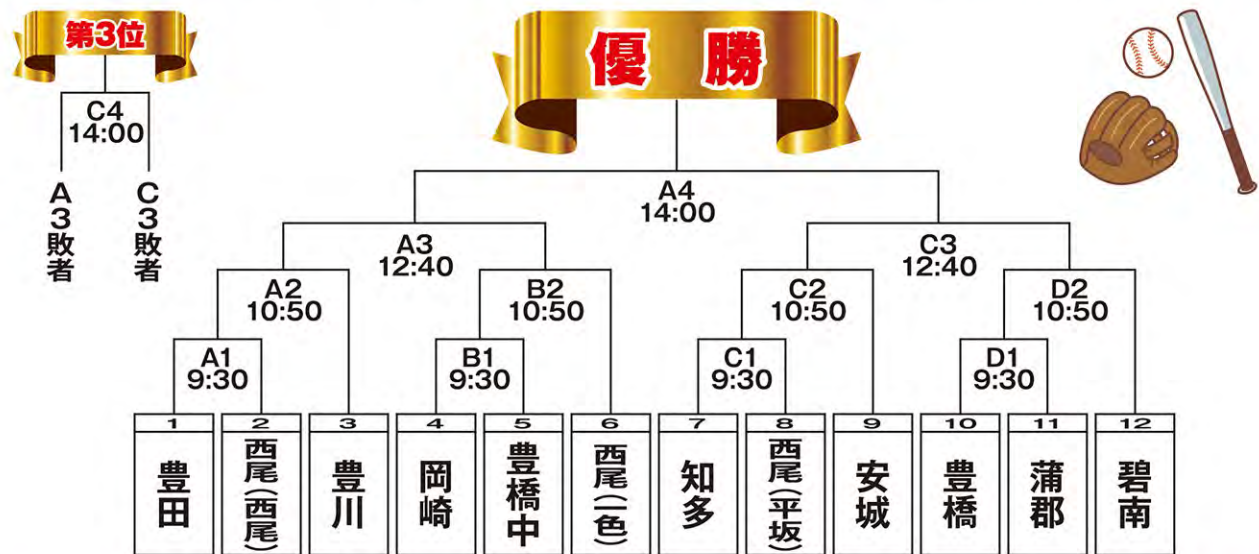 第3位
優勝
C4
14:00
A3敗者
C3敗者
A4
14:00
A3
12:40
C3
12:40
A2
10:50
B2
10:50
C2
10:50
D2
10:50
A1
9:30
B1
9:30
C1
9:30
D1
9:30
1
豊田
2
西尾(西尾)
3
豊川
4
岡崎
5
豊橋中
6
西尾(一色)
7
知多
8
西尾(平坂)
9
安城
10
豊橋
11
蒲郡
12
碧南